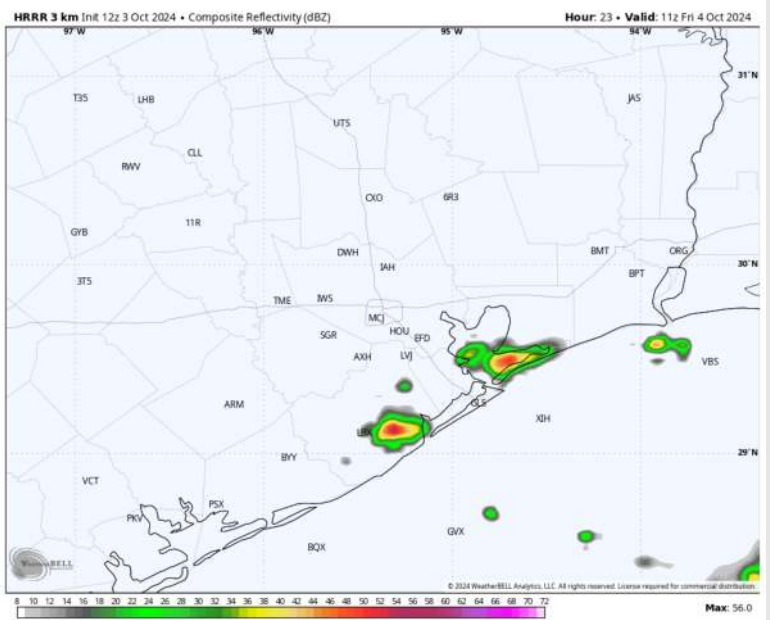 HRRR 3 km Init 12z 3 Oct 2024 • Composite Reflectivity (dBZ) Hour: 23 • Valid: 11z Fri 4 Oct 2024
97°W 96°W 95°W 94°W
31°N
T35 LHB JAS
UTS
CLL
RWV
OXO 6R3
11R
GYB
DWH BMT ORG
IAH 30°N
3T5 BPT
TME IWS
MCJ
SGR HOU EFD
AXH LVJ VBS
ARM GLS
XIH
LBX
BYY 29°N
VCT
PSX
PKV
GVX
BQX
WeatherBELL
© 2024 WeatherBELL Analytics, LLC. All rights reserved. License required for commercial distribution.
8 10 12 14 16 18 20 22 24 26 28 30 32 34 36 38 40 42 44 46 48 50 52 54 56 58 60 62 64 66 68 70 72
Max: 56.0